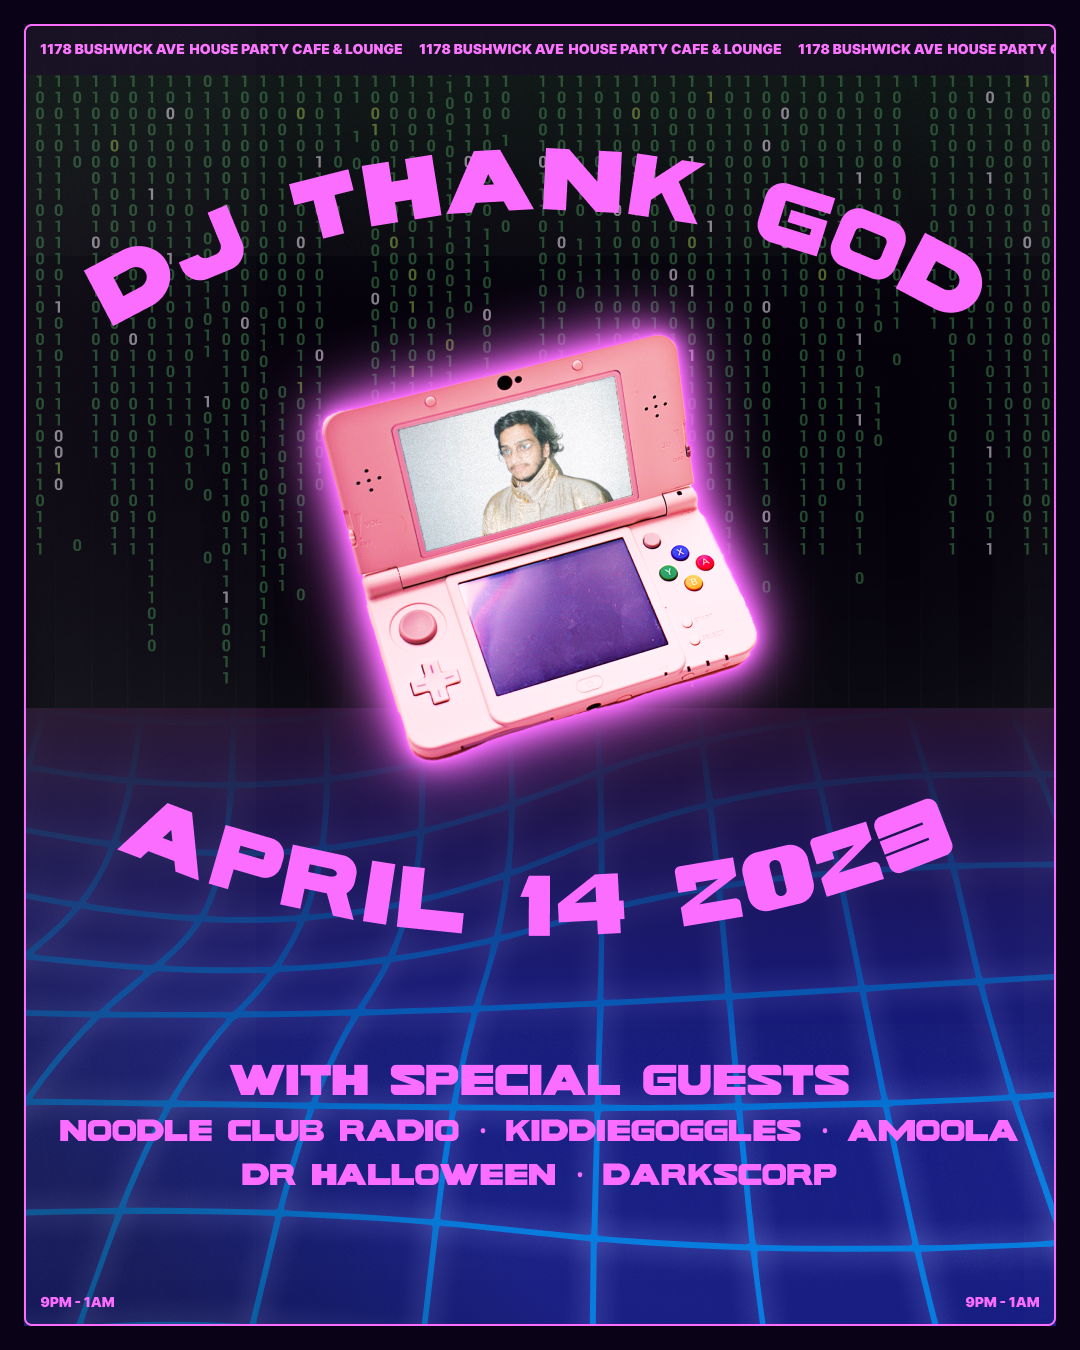 1178 BUSHWICK AVE HOUSE PARTY CAFE & LOUNGE 1178 BUSHWICK AVE HOUSE PARTY CAFE & LOUNGE 1178 BUSHWICK AVE HOUSE PARTY
DJ THANK GOD
X
A
Y
B
APRIL 14 2023
WITH SPECIAL GUESTS
NOODLE CLUB RADIO · KIDDIEGOGGLES · AMOOLA
DR HALLOWEEN · DARKSCORP
9PM - 1AM 9PM - 1AM